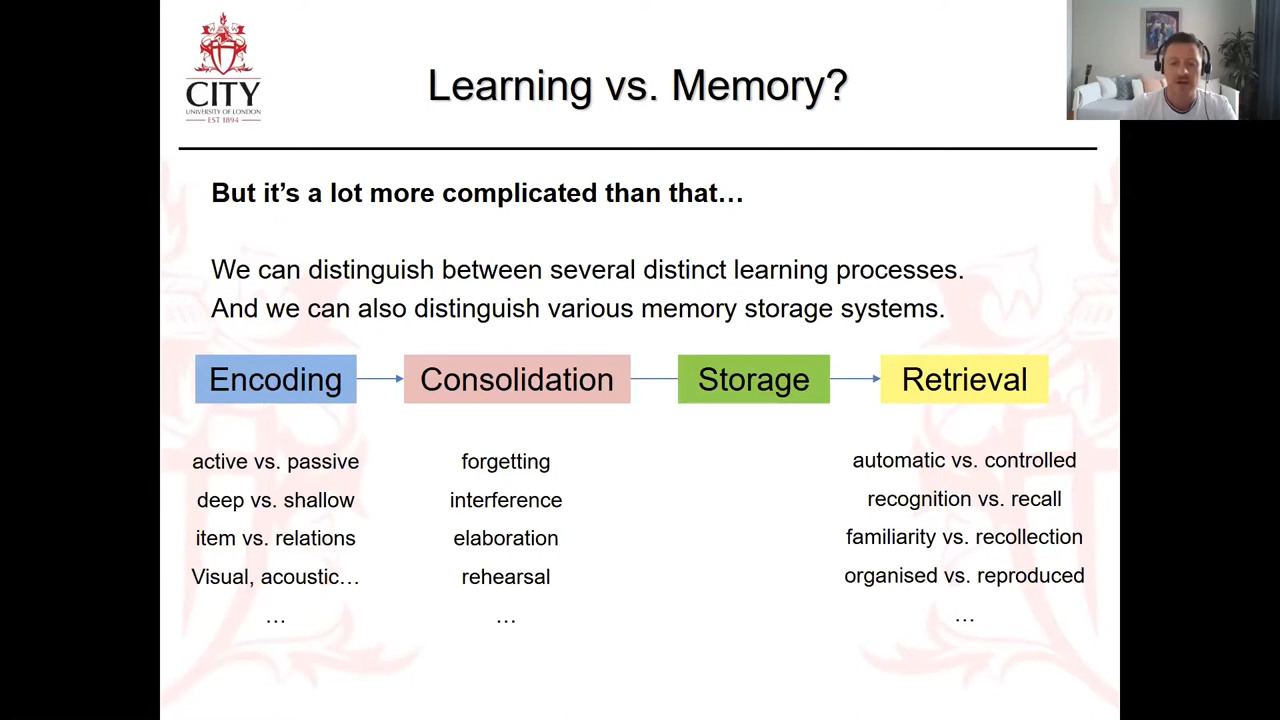 CITY
UNIVERSITY OF LONDON
EST 1894
Learning vs. Memory?
But it’s a lot more complicated than that…
We can distinguish between several distinct learning processes.
And we can also distinguish various memory storage systems.
Encoding
Consolidation
Storage
Retrieval
active vs. passive
deep vs. shallow
item vs. relations
Visual, acoustic…
…
forgetting
interference
elaboration
rehearsal
…
automatic vs. controlled
recognition vs. recall
familiarity vs. recollection
organised vs. reproduced
…